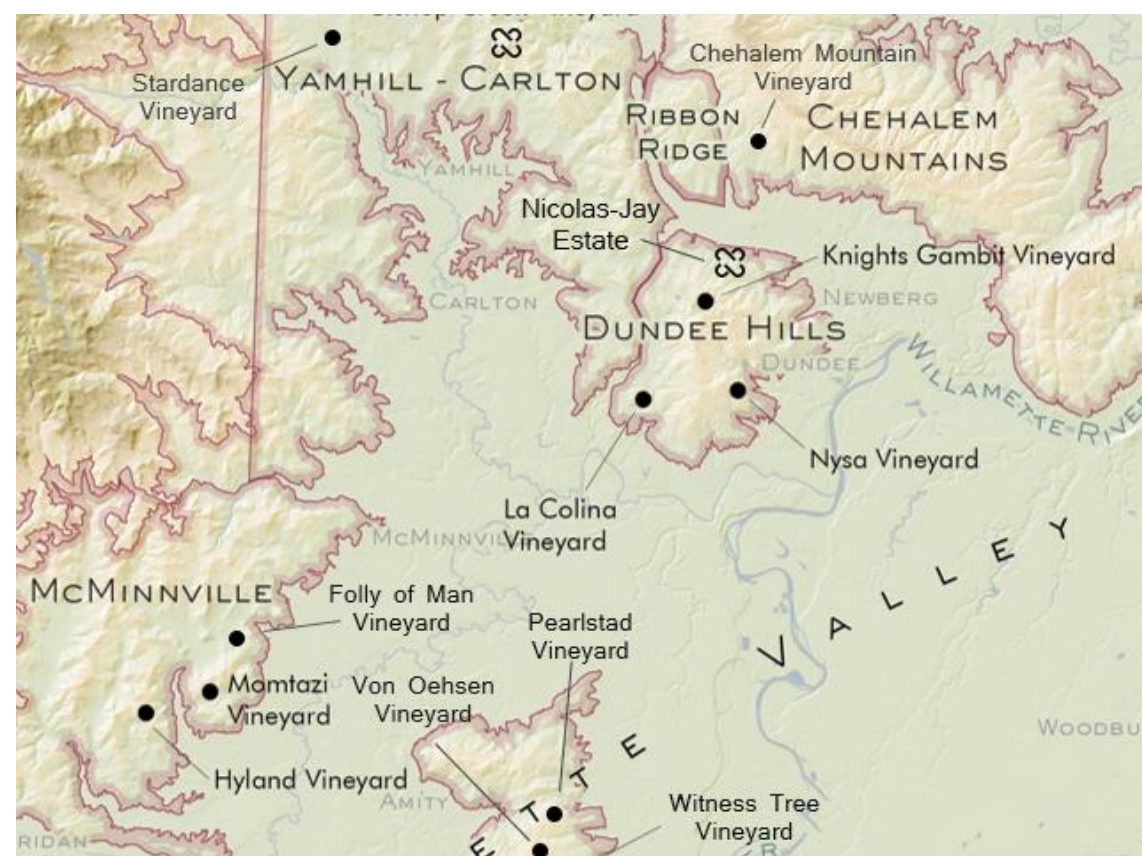 Stardance
Vineyard
YAMHILL - CARLTON
Chehalem Mountain
Vineyard
RIBBON
RIDGE
CHEHALEM
MOUNTAINS
YAMHILL
Nicolas-Jay
Estate
Knights Gambit Vineyard
CARLTON
NEWBERG
DUNDEE HILLS
DUNDEE
WILLAMETTE RIVER
Nysa Vineyard
La Colina
Vineyard
MCMINNVILLE
VALLEY
MCMINNVILLE
Folly of Man
Vineyard
Pearlstad
Vineyard
Momtazi
Vineyard
Von Oehsen
Vineyard
Hyland Vineyard
WOODBU
AMITY
ETTE
Witness Tree
Vineyard
RIDAN
R